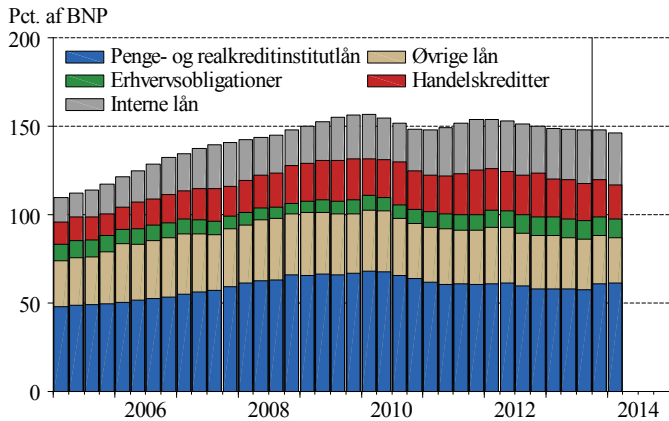 Pct. af BNP
200
Penge- og realkreditinstitutlån
Øvrige lån
Erhvervsobligationer
Handelskreditter
Interne lån
150
100
50
0
2006
2008
2010
2012
2014